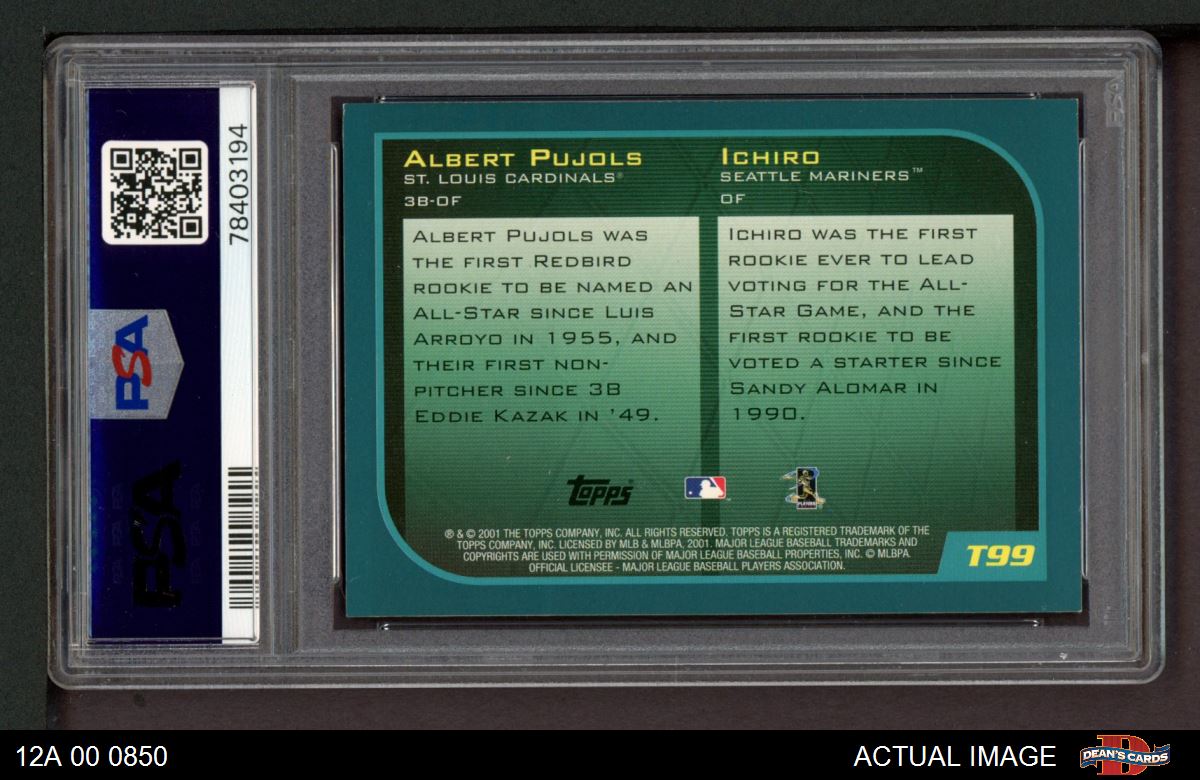 78403194
PSA
PSA
ALBERT PUJOLS
ST. LOUIS CARDINALS®
3B-OF
ALBERT PUJOLS WAS
THE FIRST REDBIRD
ROOKIE TO BE NAMED AN
ALL-STAR SINCE LUIS
ARROYO IN 1955, AND
THEIR FIRST NON-
PITCHER SINCE 3B
EDDIE KAZAK IN '49.
ICHIRO
SEATTLE MARINERS™
OF
ICHIRO WAS THE FIRST
ROOKIE EVER TO LEAD
VOTING FOR THE ALL-
STAR GAME, AND THE
FIRST ROOKIE TO BE
VOTED A STARTER SINCE
SANDY ALOMAR IN
1990.
Topps
® & © 2001 THE TOPPS COMPANY, INC. ALL RIGHTS RESERVED. TOPPS IS A REGISTERED TRADEMARK OF THE
TOPPS COMPANY, INC. LICENSED BY MLB & MLBPA, 2001. MAJOR LEAGUE BASEBALL TRADEMARKS AND
COPYRIGHTS ARE USED WITH PERMISSION OF MAJOR LEAGUE BASEBALL PROPERTIES, INC. © MLBPA.
OFFICIAL LICENSEE - MAJOR LEAGUE BASEBALL PLAYERS ASSOCIATION.
T99
12A 00 0850
ACTUAL IMAGE
DEAN'S CARDS